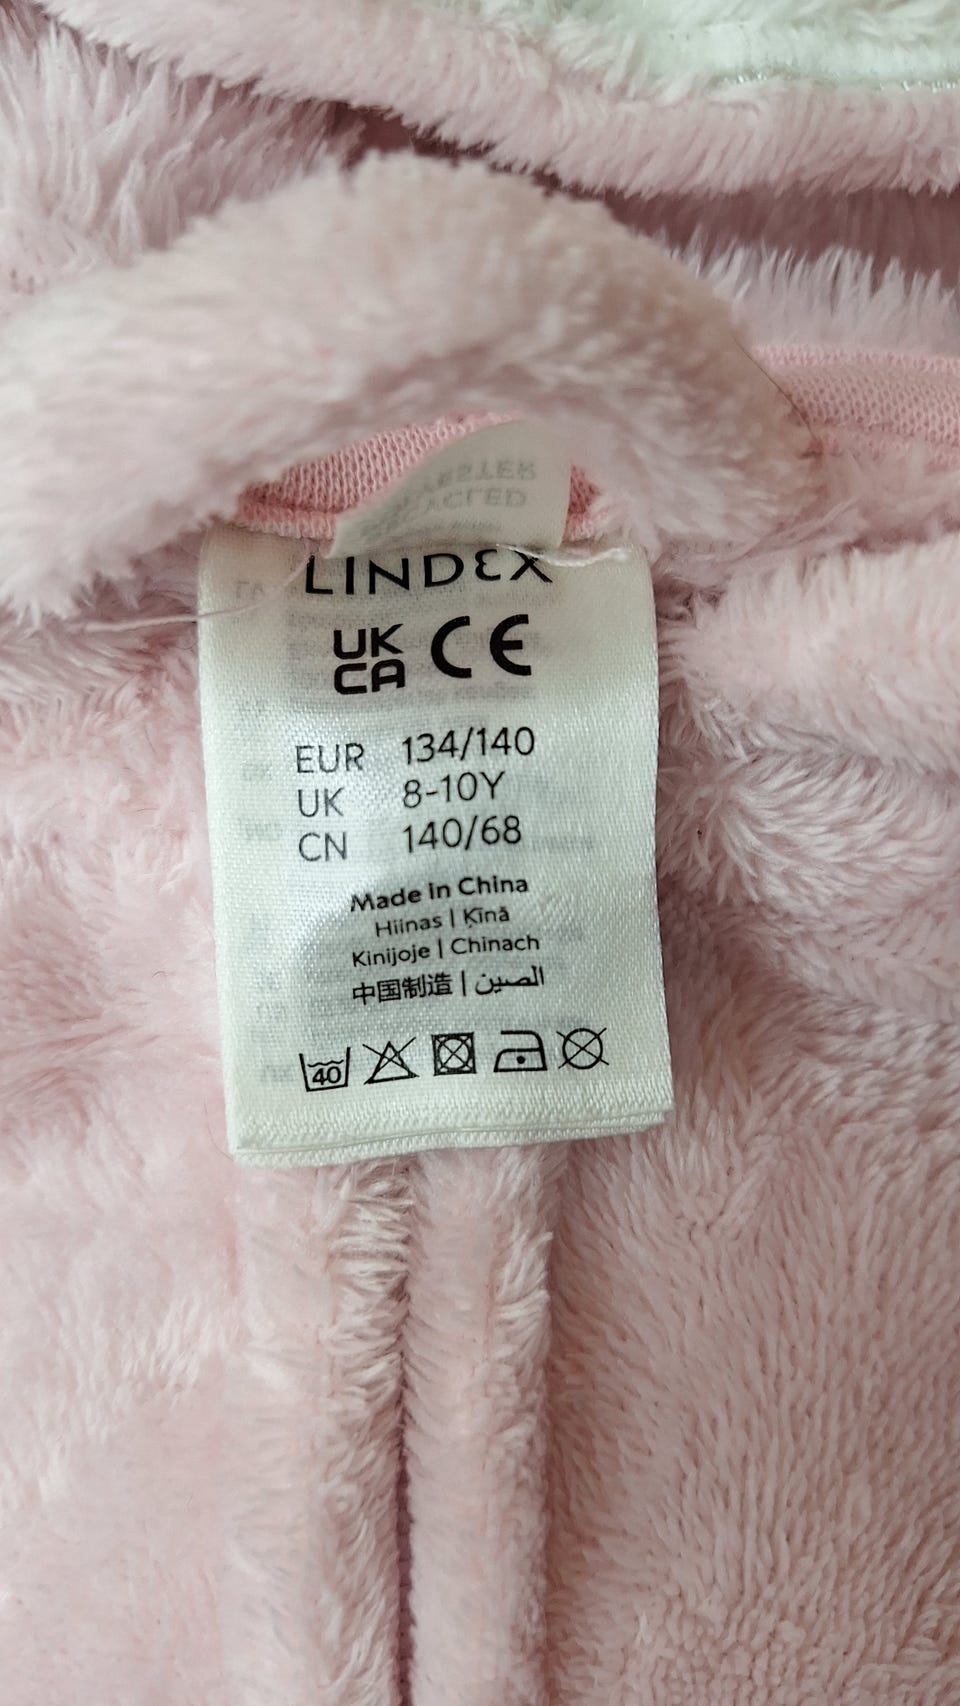 LINDEX
UK CA CE
EUR 134/140
UK 8-10Y
CN 140/68
Made in China
Hiinas | Ķīnā
Kinijoje | Chinach
中国制造 | الصين
40